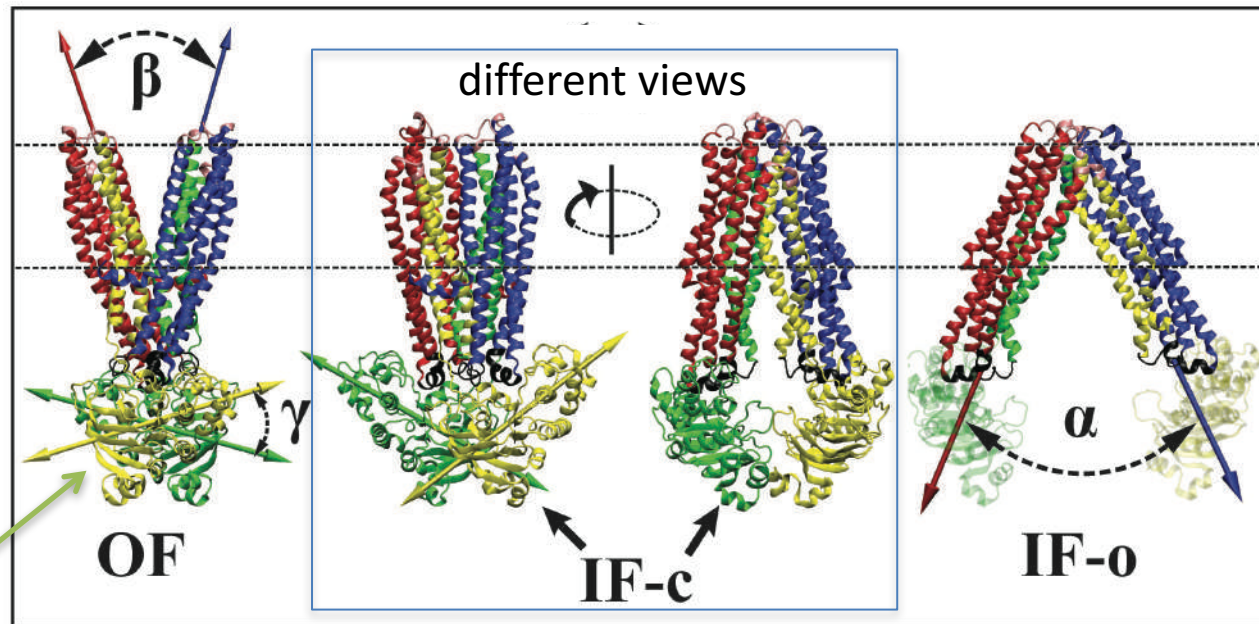 different views
β
γ
α
OF
IF-c
IF-o